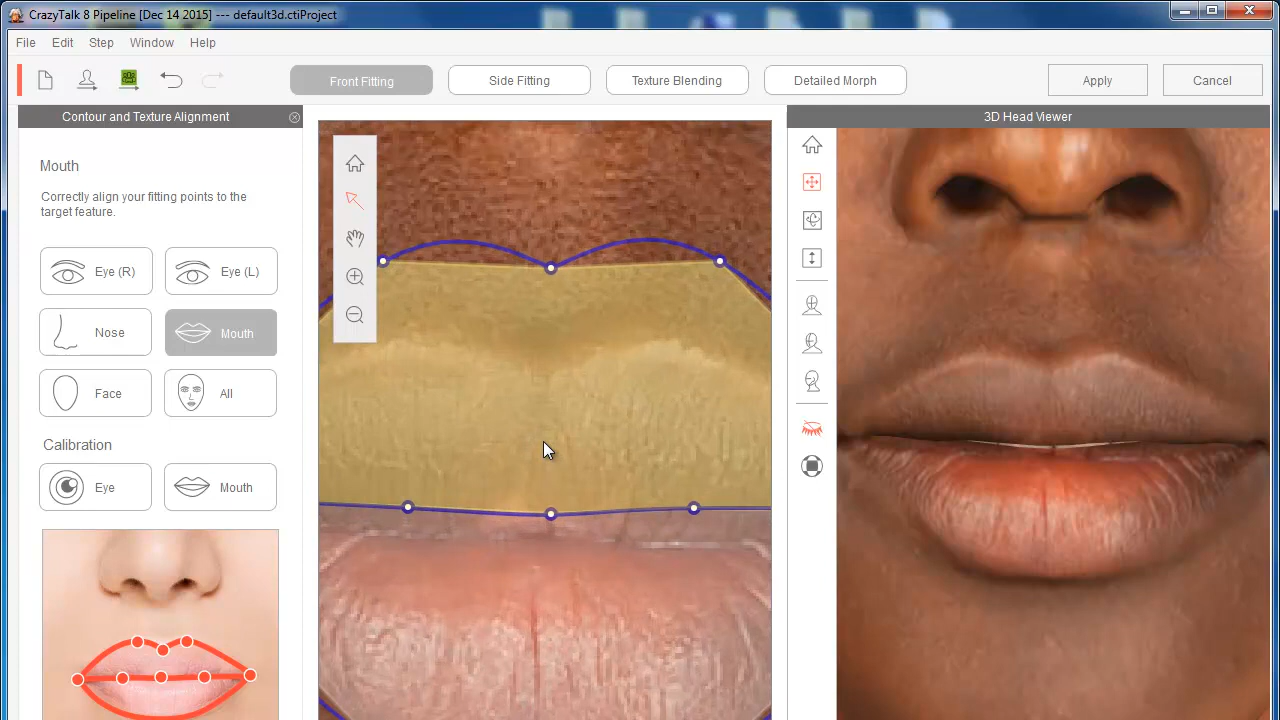 CrazyTalk 8 Pipeline [Dec 14 2015] --- default3d.ctiProject
File Edit Step Window Help
Front Fitting Side Fitting Texture Blending Detailed Morph Apply Cancel
Contour and Texture Alignment
3D Head Viewer
Mouth
Correctly align your fitting points to the
target feature.
Eye (R) Eye (L)
Nose Mouth
Face All
Calibration
Eye Mouth